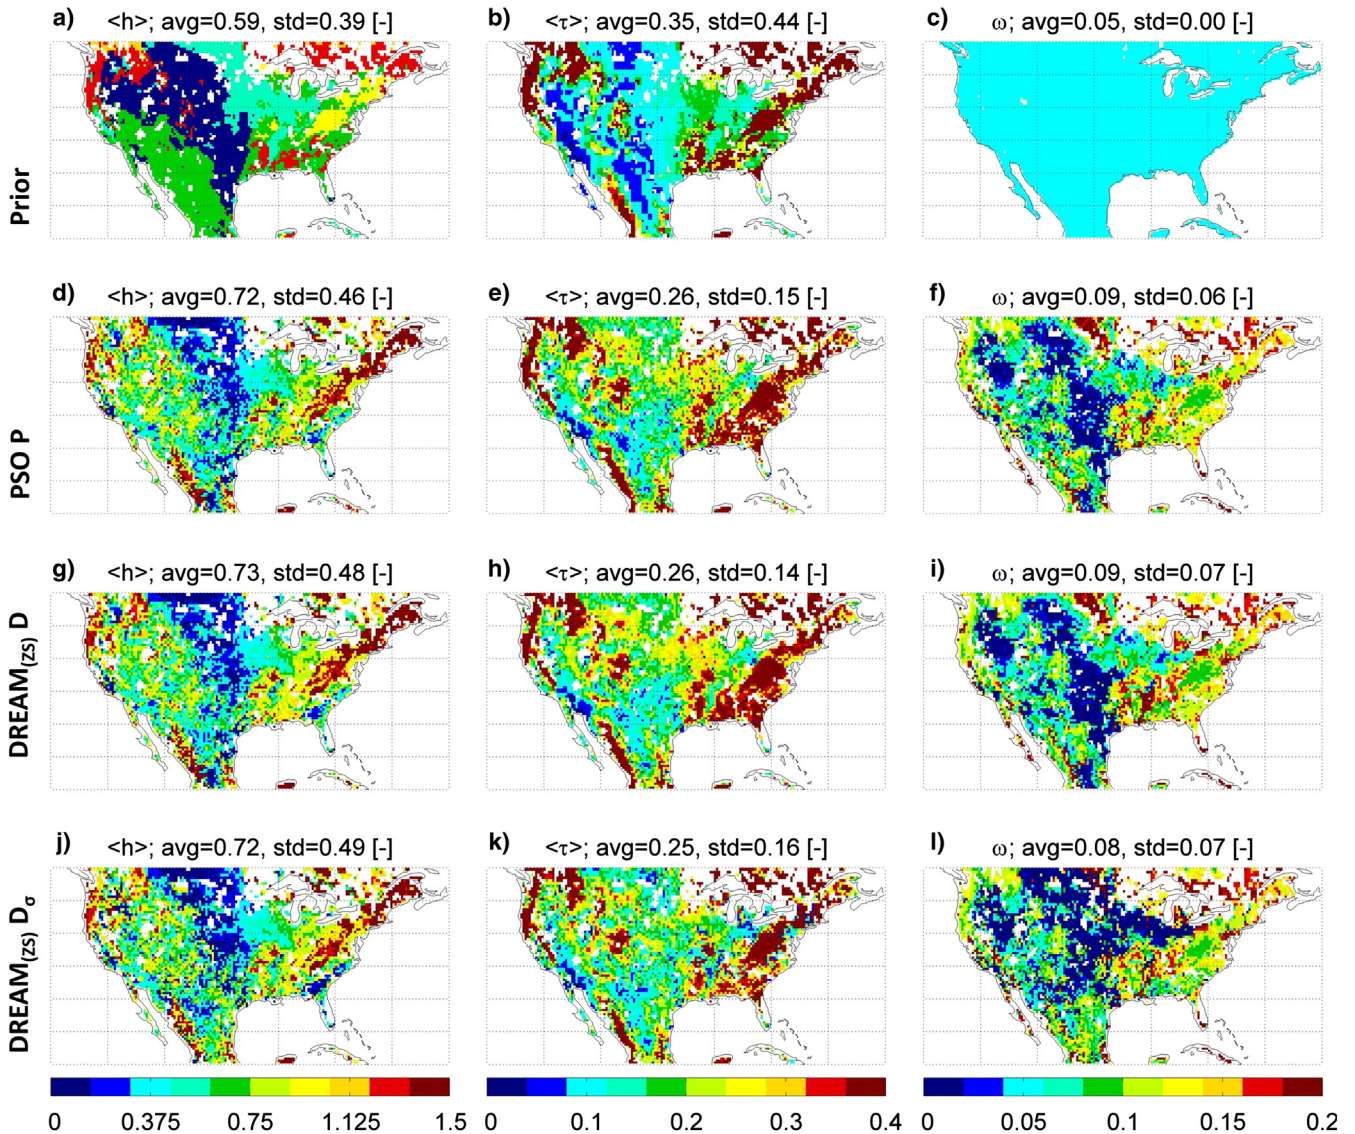 a) <h>; avg=0.59, std=0.39 [-]
b) <τ>; avg=0.35, std=0.44 [-]
c) ω; avg=0.05, std=0.00 [-]
Prior
d) <h>; avg=0.72, std=0.46 [-]
e) <τ>; avg=0.26, std=0.15 [-]
f) ω; avg=0.09, std=0.06 [-]
PSO P
g) <h>; avg=0.73, std=0.48 [-]
h) <τ>; avg=0.26, std=0.14 [-]
i) ω; avg=0.09, std=0.07 [-]
DREAM(ZS) D
j) <h>; avg=0.72, std=0.49 [-]
k) <τ>; avg=0.25, std=0.16 [-]
l) ω; avg=0.08, std=0.07 [-]
DREAM(ZS) Dσ
0 0.375 0.75 1.125 1.5
0 0.1 0.2 0.3 0.4
0 0.05 0.1 0.15 0.2